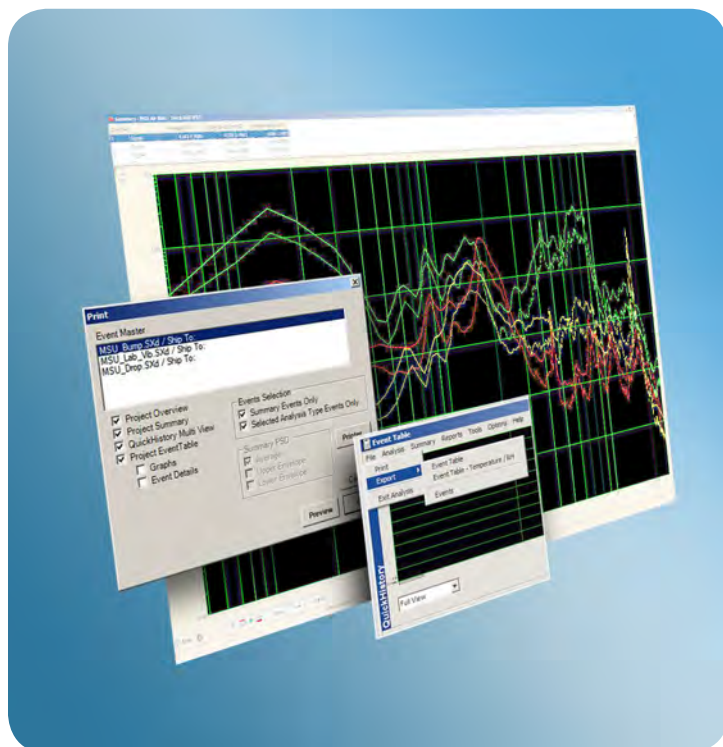 Print
Event Master
MSU_Bump.SXd / Ship To:
MSU_Lab_Vib.SXd / Ship To:
MSU_Drop.SXd / Ship To:
Project Overview
Project Summary
QuickHistory Multi View
Project EventTable
Graphs
Event Details
Events Selection
Summary Events Only
Selected Analysis Type Events Only
Summary PSD
Average
Upper Envelope
Lower Envelope
Preview
Event Table
File Analysis Summary Reports Tools Options Help
Print
Export
Exit Analysis
Event Table
Event Table - Temperature / RH
Events
QuickHistory
Full View